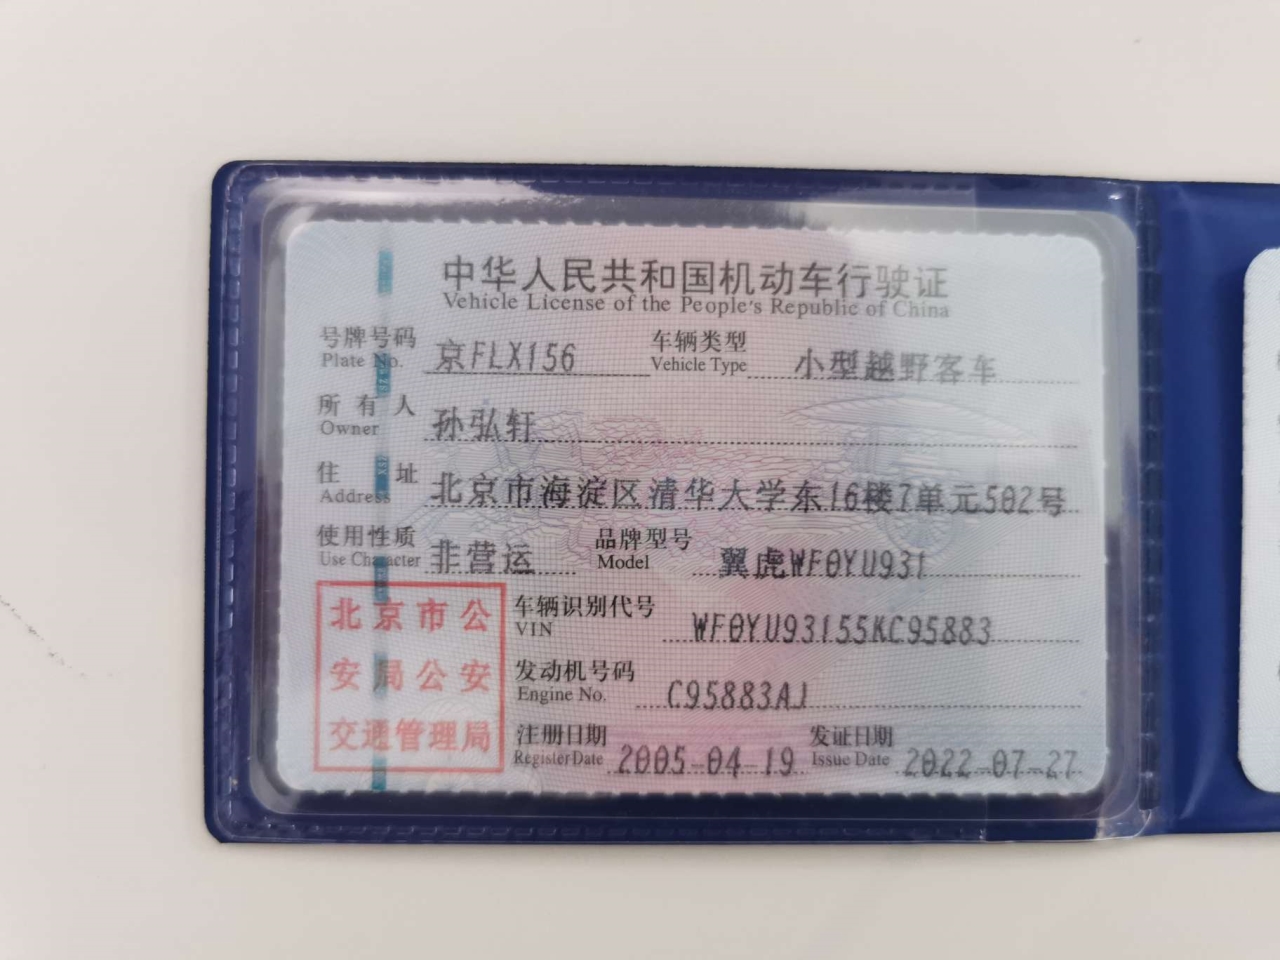 中华人民共和国机动车行驶证
Vehicle License of the People's Republic of China
号牌号码 京FLX156 车辆类型 小型越野客车
Plate No. Vehicle Type
所有人 孙弘轩
Owner
住址 北京市海淀区清华大学东16楼7单元502号
Address
使用性质 非营运 品牌型号 翼虎WF0YU931
Use Character Model
北京市公
安局公安
交通管理局
车辆识别代号 WF0YU93155KC95883
VIN
发动机号码 C95883AJ
Engine No.
注册日期 2005-04-19 发证日期 2022-07-27
Register Date Issue Date